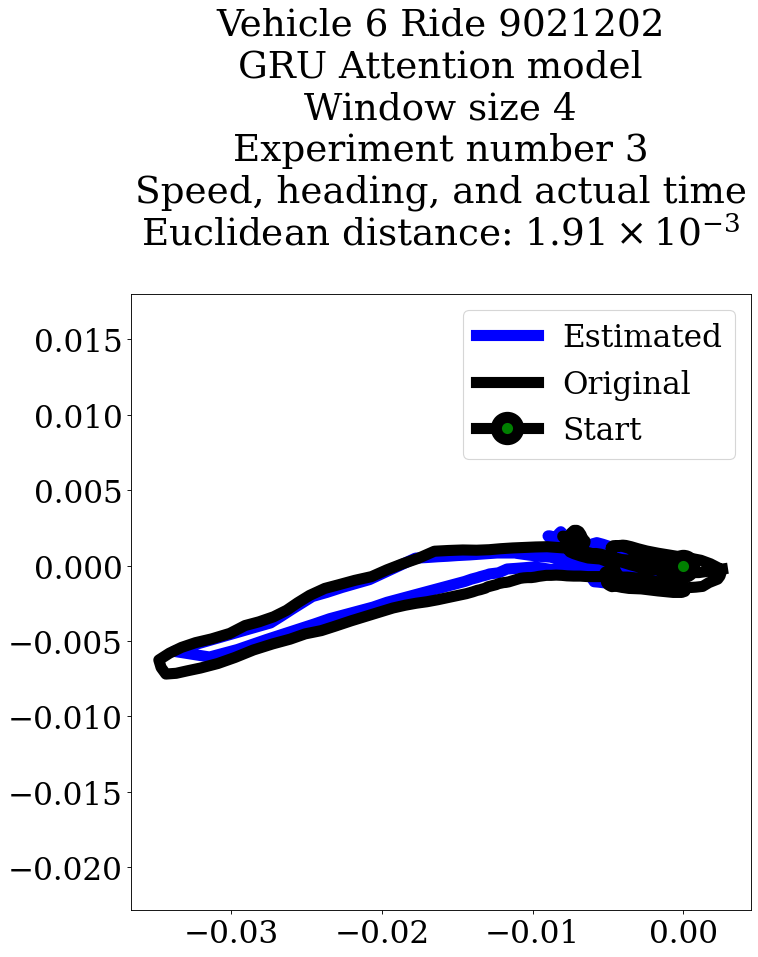 Vehicle 6 Ride 9021202
GRU Attention model
Window size 4
Experiment number 3
Speed, heading, and actual time
Euclidean distance: 1.91 × 10⁻³
Estimated
Original
Start
0.015
0.010
0.005
0.000
−0.005
−0.010
−0.015
−0.020
−0.03
−0.02
−0.01
0.00